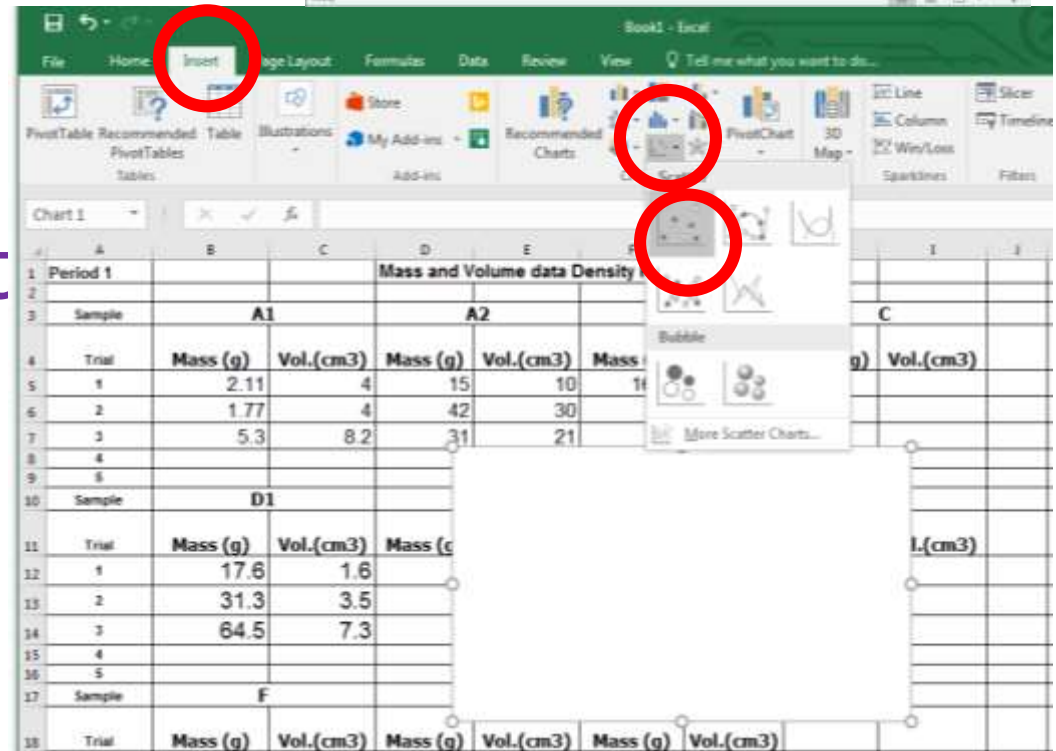 Book1 - Excel
File Home Insert Page Layout Formulas Data Review View Tell me what you want to do...
PivotTable Recommended PivotTables Table Illustrations Store My Add-ins Recommended Charts PivotChart 3D Map Line Column Win/Loss Slicer Timeline
Tables Add-ins Sparklines Filters
Scatter
Chart 1 fx
A B C D E I J
1 Period 1 Mass and Volume data Density
2
3 Sample A1 A2 C
4 Trial Mass (g) Vol.(cm3) Mass (g) Vol.(cm3) Mass g) Vol.(cm3)
5 1 2.11 4 15 10
6 2 1.77 4 42 30
7 3 5.3 8.2 31 21
Bubble
More Scatter Charts...
8 4
9 5
10 Sample D1
11 Trial Mass (g) Vol.(cm3) Mass l.(cm3)
12 1 17.6 1.6
13 2 31.3 3.5
14 3 64.5 7.3
15 4
16 5
17 Sample F
18 Trial Mass (g) Vol.(cm3) Mass (g) Vol.(cm3) Mass (g) Vol.(cm3)